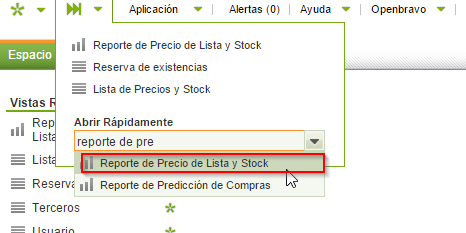 Aplicación
Alertas (0)
Ayuda
Openbravo
Reporte de Precio de Lista y Stock
Reserva de existencias
Lista de Precios y Stock
Espacio
Abrir Rápidamente
reporte de pre
Reporte de Precio de Lista y Stock
Reporte de Predicción de Compras
Vistas R
Rep
Lista
Lista
Reserva
Terceros
Usuario